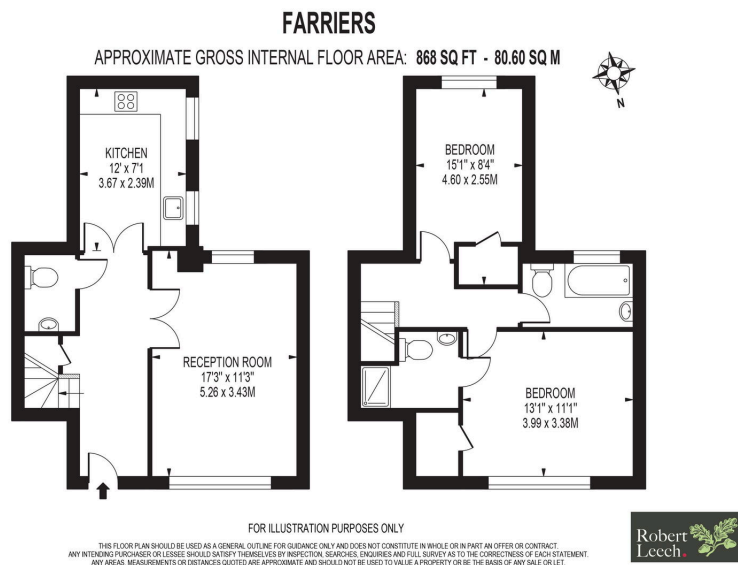 FARRIERS
APPROXIMATE GROSS INTERNAL FLOOR AREA: 868 SQ FT - 80.60 SQ M
N
KITCHEN
12' x 7'1
3.67 x 2.39M
RECEPTION ROOM
17'3" x 11'3"
5.26 x 3.43M
BEDROOM
15'1" x 8'4"
4.60 x 2.55M
BEDROOM
13'1" x 11'1"
3.99 x 3.38M
FOR ILLUSTRATION PURPOSES ONLY
THIS FLOOR PLAN SHOULD BE USED AS A GENERAL OUTLINE FOR GUIDANCE ONLY AND DOES NOT CONSTITUTE IN WHOLE OR IN PART AN OFFER OR CONTRACT.
ANY INTENDING PURCHASER OR LESSEE SHOULD SATISFY THEMSELVES BY INSPECTION, SEARCHES, ENQUIRIES AND FULL SURVEY AS TO THE CORRECTNESS OF EACH STATEMENT.
ANY AREAS, MEASUREMENTS OR DISTANCES QUOTED ARE APPROXIMATE AND SHOULD NOT BE USED TO VALUE A PROPERTY OR BE THE BASIS OF ANY SALE OR LET.
Robert
Leech.